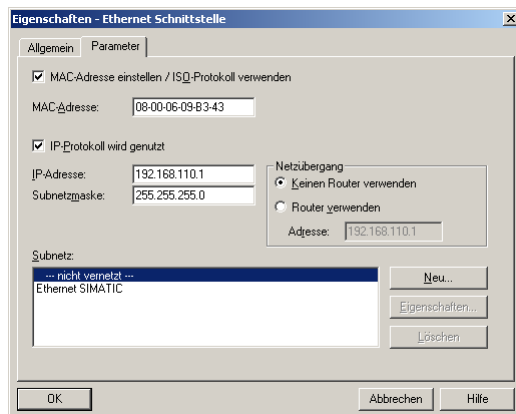 Eigenschaften - Ethernet Schnittstelle
Allgemein Parameter
MAC-Adresse einstellen / ISO-Protokoll verwenden
MAC-Adresse: 08-00-06-09-B3-43
IP-Protokoll wird genutzt
IP-Adresse: 192.168.110.1
Subnetzmaske: 255.255.255.0
Netzübergang
Keinen Router verwenden
Router verwenden
Adresse: 192.168.110.1
Subnetz:
--- nicht vernetzt ---
Ethernet SIMATIC
Neu...
Eigenschaften...
Löschen
OK Abbrechen Hilfe